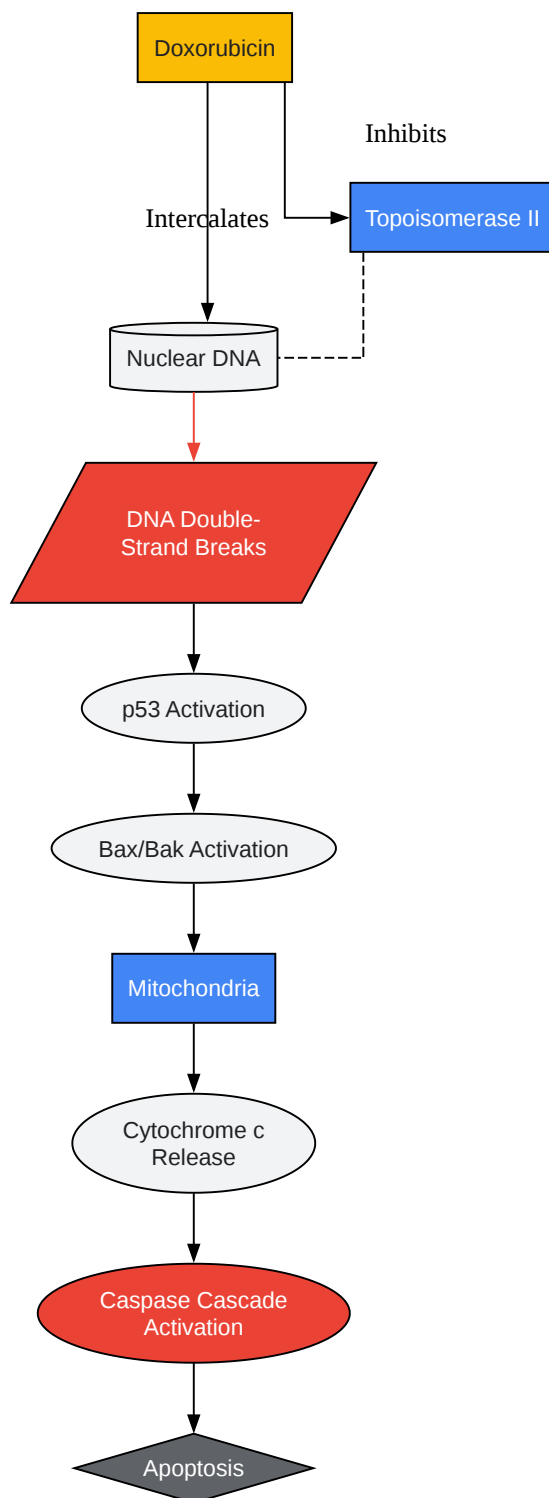 Doxorubicin
Inhibits
Intercalates
Topoisomerase II
Nuclear DNA
DNA Double-
Strand Breaks
p53 Activation
Bax/Bak Activation
Mitochondria
Cytochrome c
Release
Caspase Cascade
Activation
Apoptosis